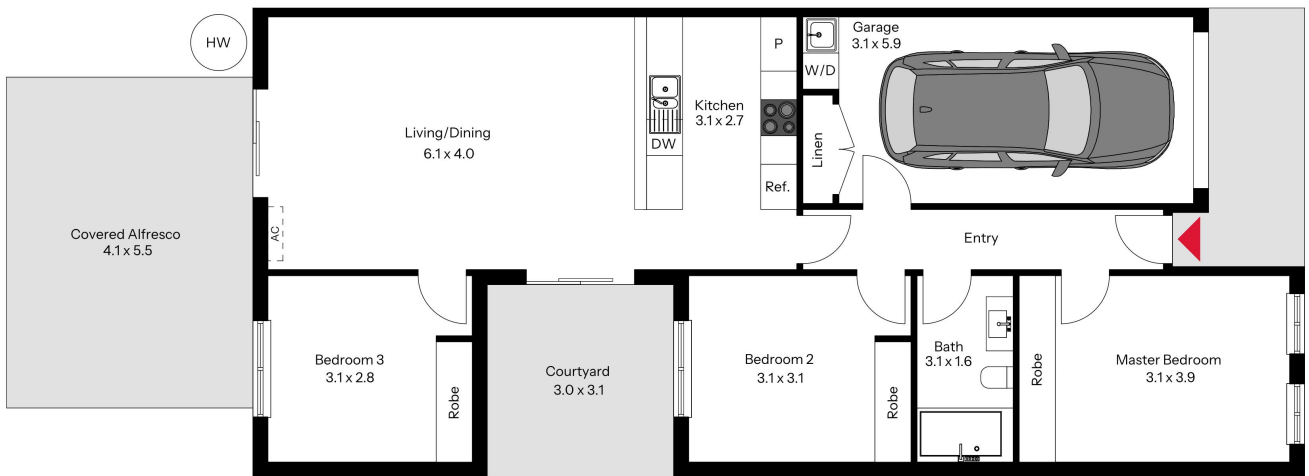 HW
Covered Alfresco
4.1 x 5.5
Living/Dining
6.1 x 4.0
AC
DW
Kitchen
3.1 x 2.7
P
Ref.
Garage
3.1 x 5.9
W/D
Linen
Entry
Bedroom 3
3.1 x 2.8
Robe
Courtyard
3.0 x 3.1
Bedroom 2
3.1 x 3.1
Robe
Bath
3.1 x 1.6
Robe
Master Bedroom
3.1 x 3.9